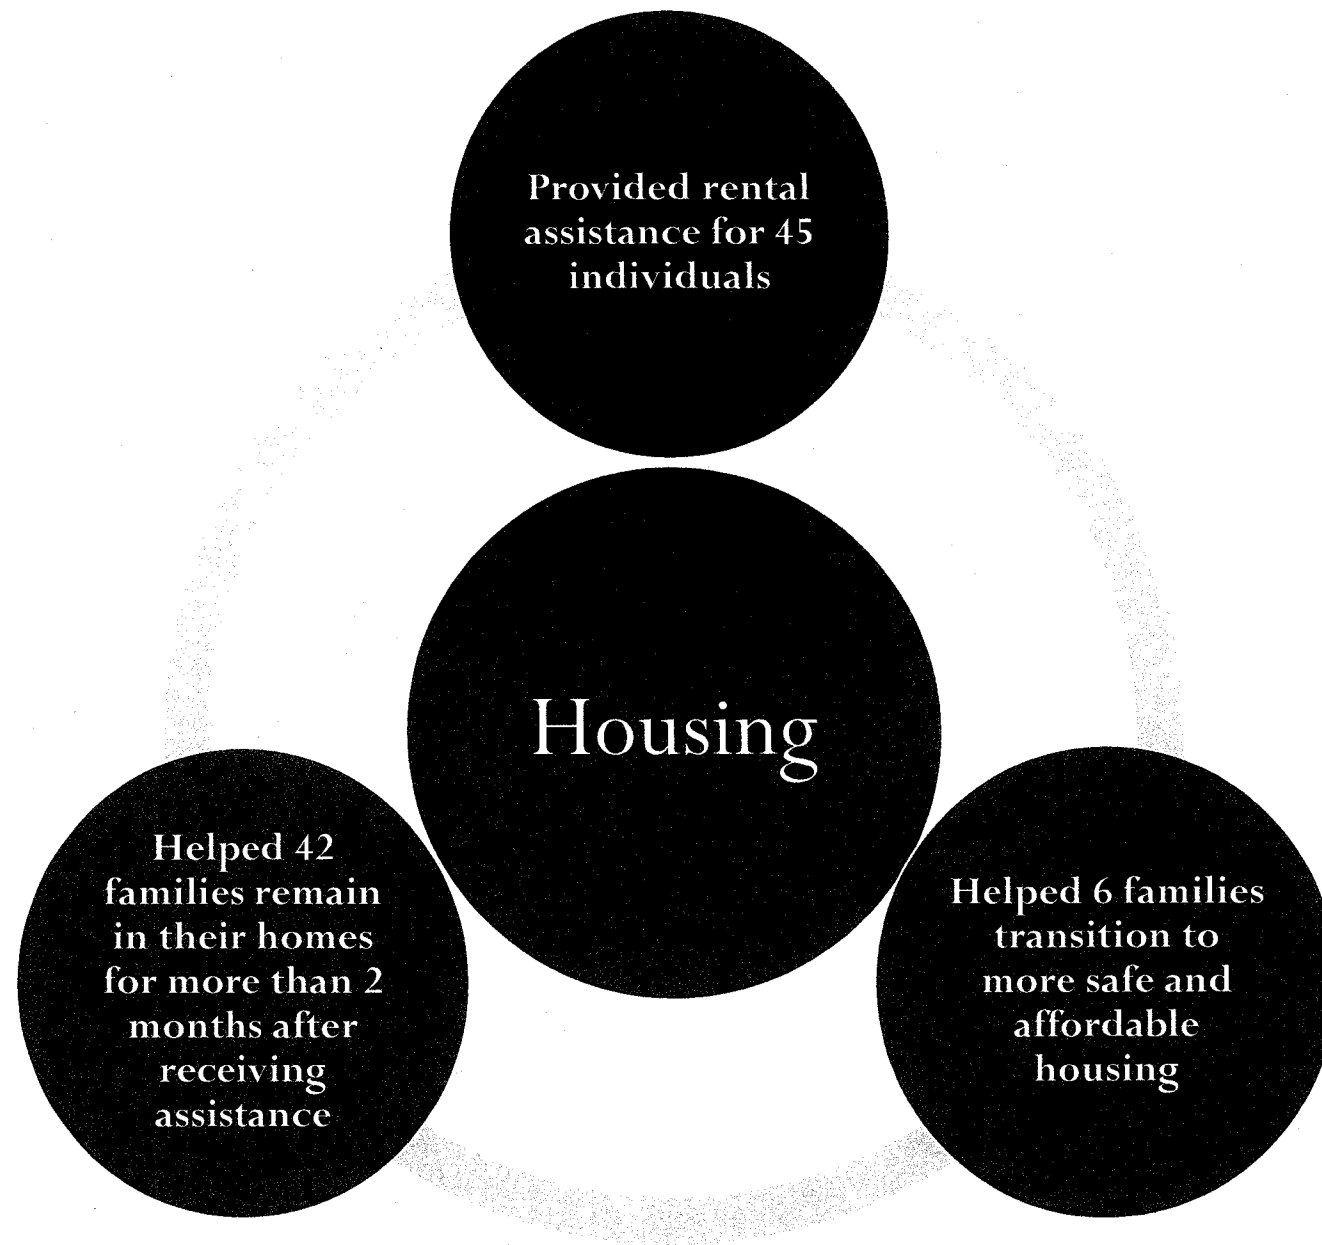 Provided rental
assistance for 45
individuals
Housing
Helped 42
families remain
in their homes
for more than 2
months after
receiving
assistance
Helped 6 families
transition to
more safe and
affordable
housing